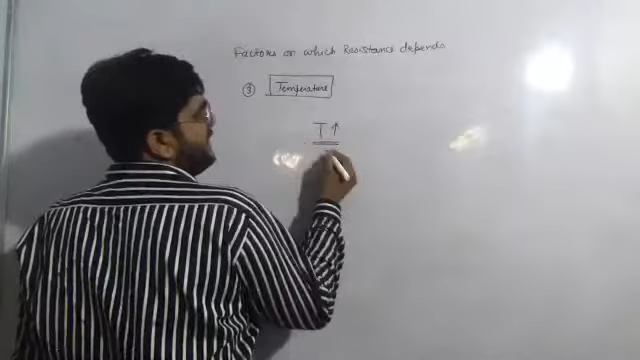 Factors on which Resistance depends
③ Temperature
T ↑